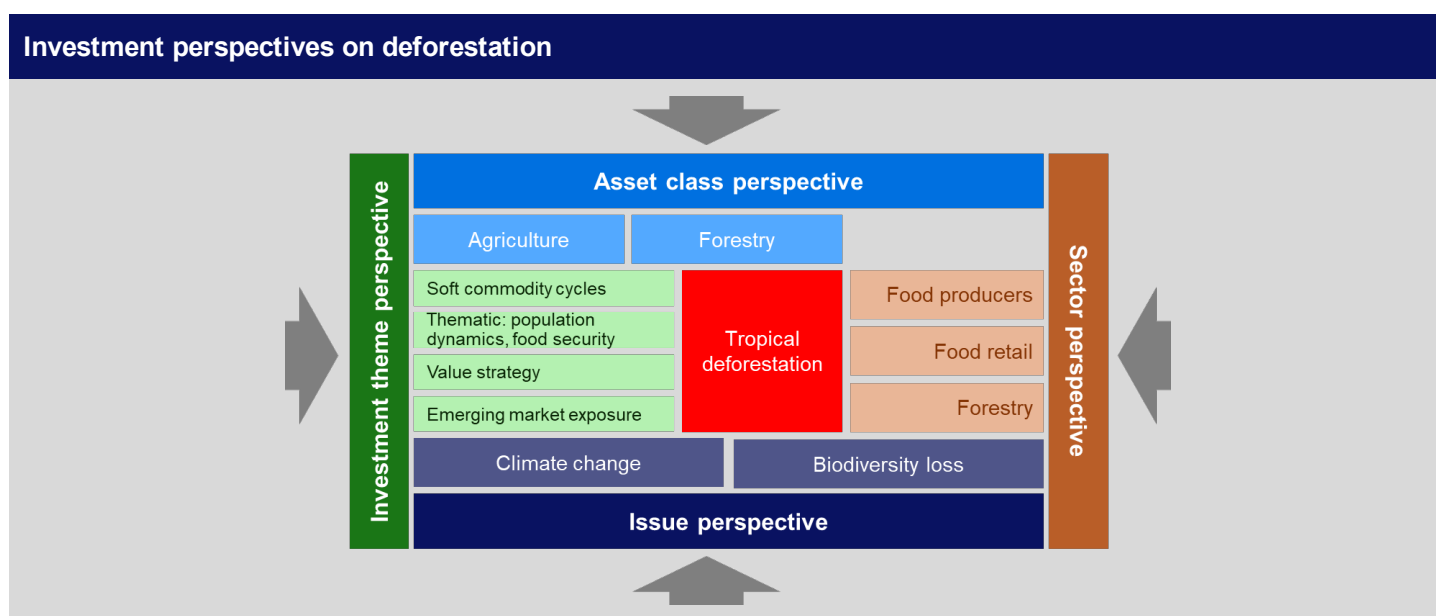 Investment perspectives on deforestation
Asset class perspective
Agriculture
Forestry
Investment theme perspective
Soft commodity cycles
Thematic: population
dynamics, food security
Value strategy
Emerging market exposure
Tropical
deforestation
Food producers
Food retail
Forestry
Sector perspective
Climate change
Biodiversity loss
Issue perspective